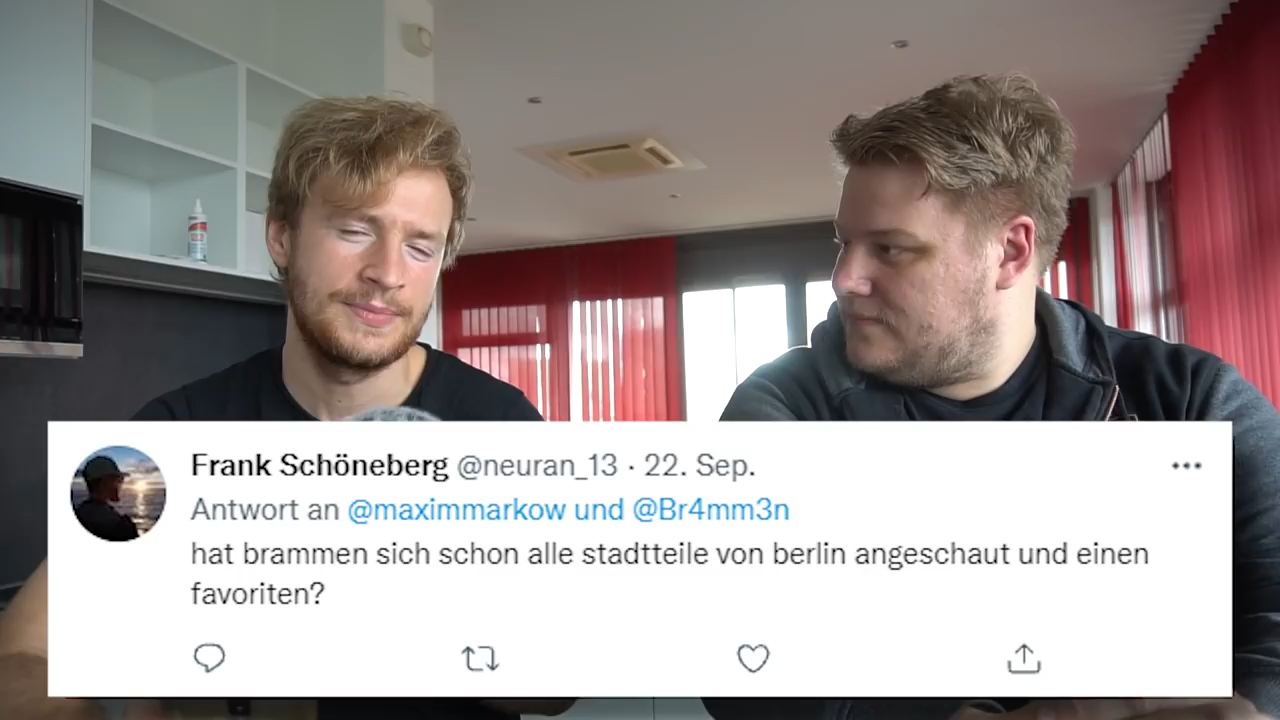 Frank Schöneberg @neuran_13 · 22. Sep.
Antwort an @maximmarkow und @Br4mm3n
hat brammen sich schon alle stadtteile von berlin angeschaut und einen
favoriten?